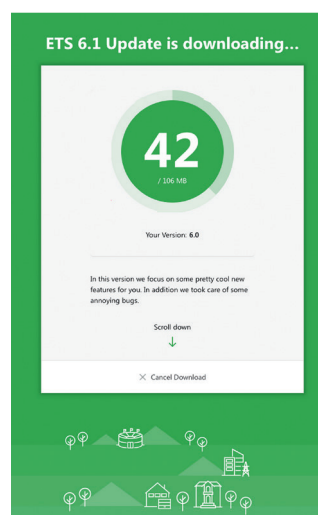 ETS 6.1 Update is downloading...
42
/ 106 MB
Your Version: 6.0
In this version we focus on some pretty cool new
features for you. In addition we took care of some
annoying bugs.
Scroll down
Cancel Download